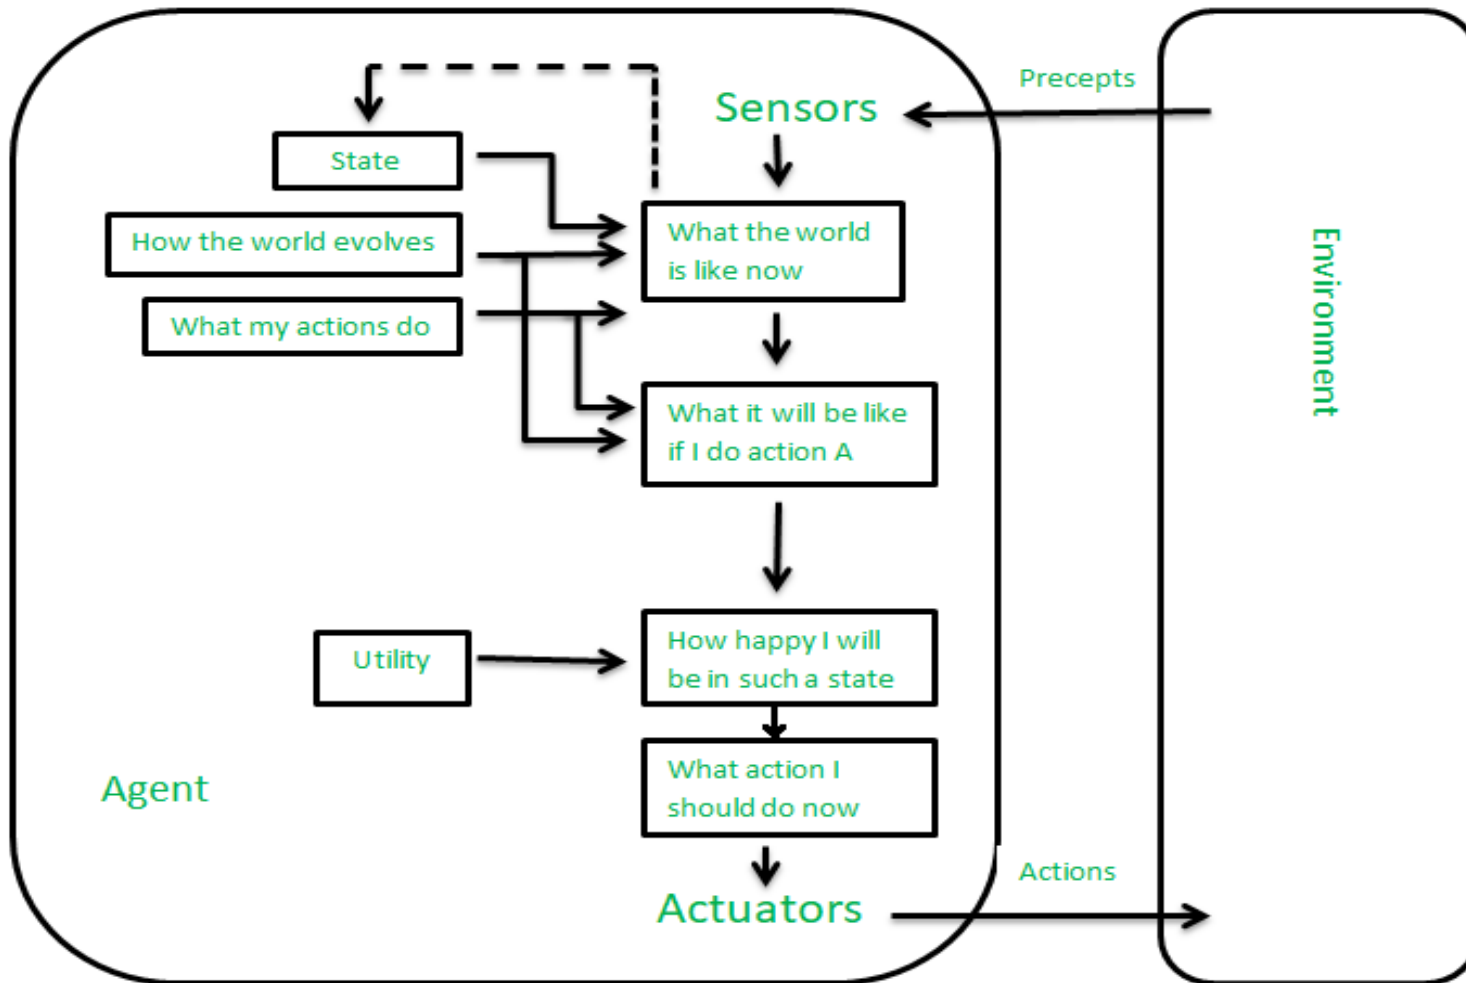 Precepts
Sensors
State
How the world evolves
What the world
is like now
What my actions do
What it will be like
if I do action A
Environment
Utility
How happy I will
be in such a state
What action I
should do now
Agent
Actions
Actuators